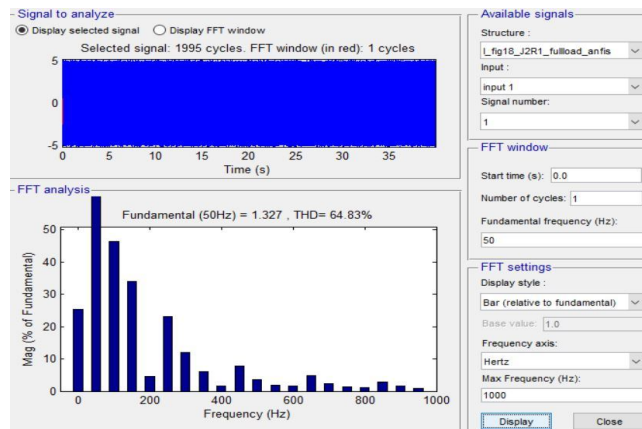 Signal to analyze
Display selected signal Display FFT window
Selected signal: 1995 cycles. FFT window (in red): 1 cycles
5
0
-5
0 5 10 15 20 25 30 35
Time (s)
FFT analysis
Fundamental (50Hz) = 1.327 , THD= 64.83%
50
40
30
20
10
0
Mag (% of Fundamental)
0 200 400 600 800 1000
Frequency (Hz)
Available signals
Structure :
l_fig18_J2R1_fullload_anfis
Input :
input 1
Signal number:
1
FFT window
Start time (s): 0.0
Number of cycles: 1
Fundamental frequency (Hz):
50
FFT settings
Display style :
Bar (relative to fundamental)
Base value: 1.0
Frequency axis:
Hertz
Max Frequency (Hz):
1000
Display Close